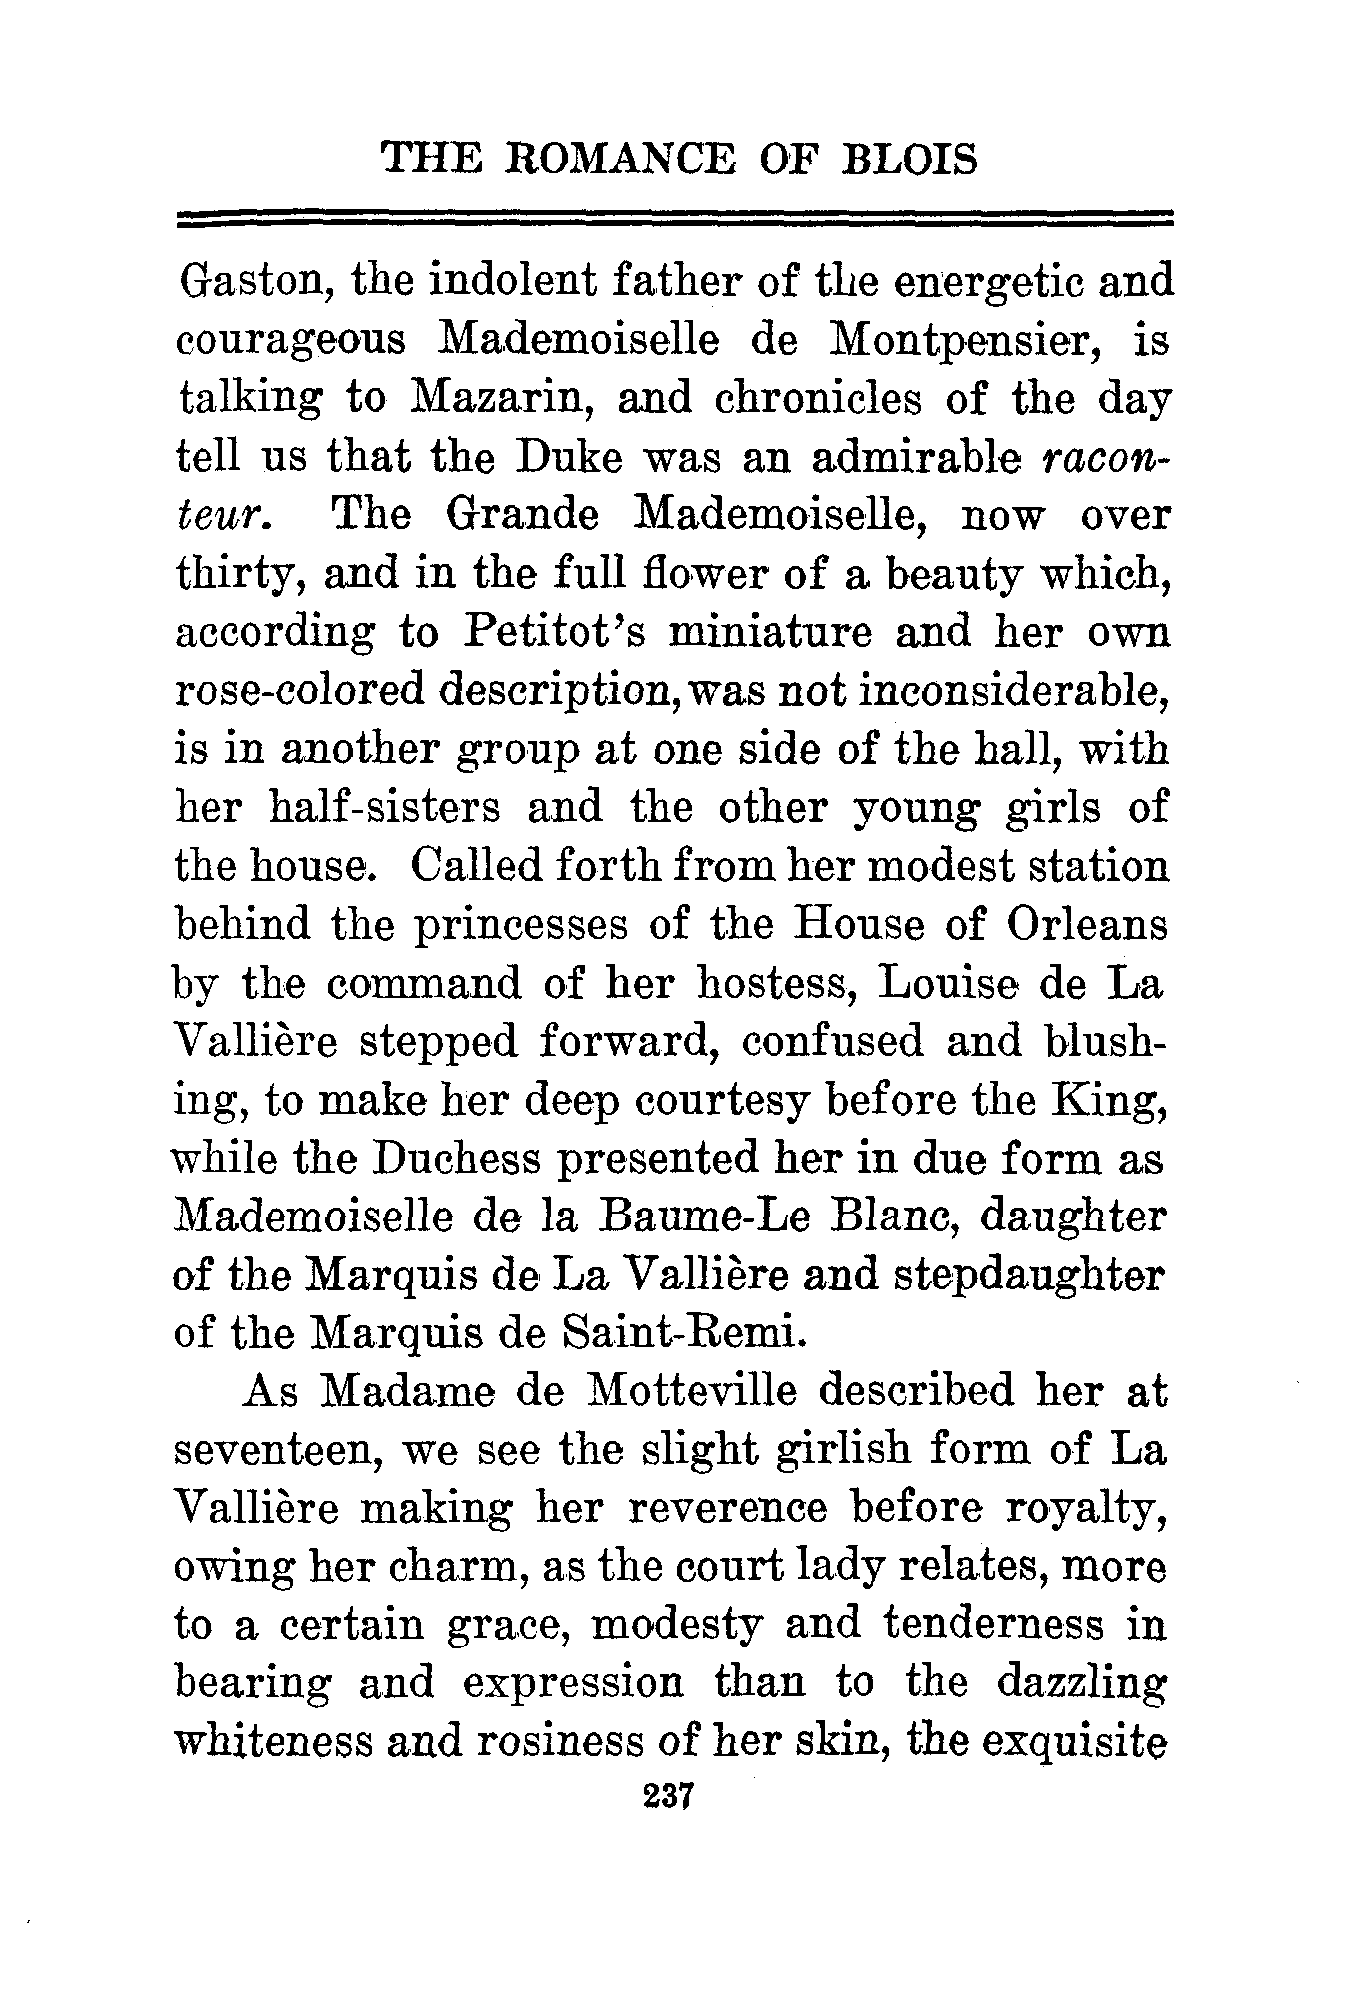 THE ROMANCE OF BLOIS
Gaston, the indolent father of the energetic and
courageous Mademoiselle de Montpensier, is
talking to Mazarin, and chronicles of the day
tell us that the Duke was an admirable racon-
teur. The Grande Mademoiselle, now over
thirty, and in the full flower of a beauty which,
according to Petitot's miniature and her own
rose-colored description, was not inconsiderable,
is in another group at one side of the hall, with
her half-sisters and the other young girls of
the house. Called forth from her modest station
behind the princesses of the House of Orleans
by the command of her hostess, Louise de La
Vallière stepped forward, confused and blush-
ing, to make her deep courtesy before the King,
while the Duchess presented her in due form as
Mademoiselle de la Baume-Le Blanc, daughter
of the Marquis de La Vallière and stepdaughter
of the Marquis de Saint-Remi.
As Madame de Motteville described her at
seventeen, we see the slight girlish form of La
Vallière making her reverence before royalty,
owing her charm, as the court lady relates, more
to a certain grace, modesty and tenderness in
bearing and expression than to the dazzling
whiteness and rosiness of her skin, the exquisite
237